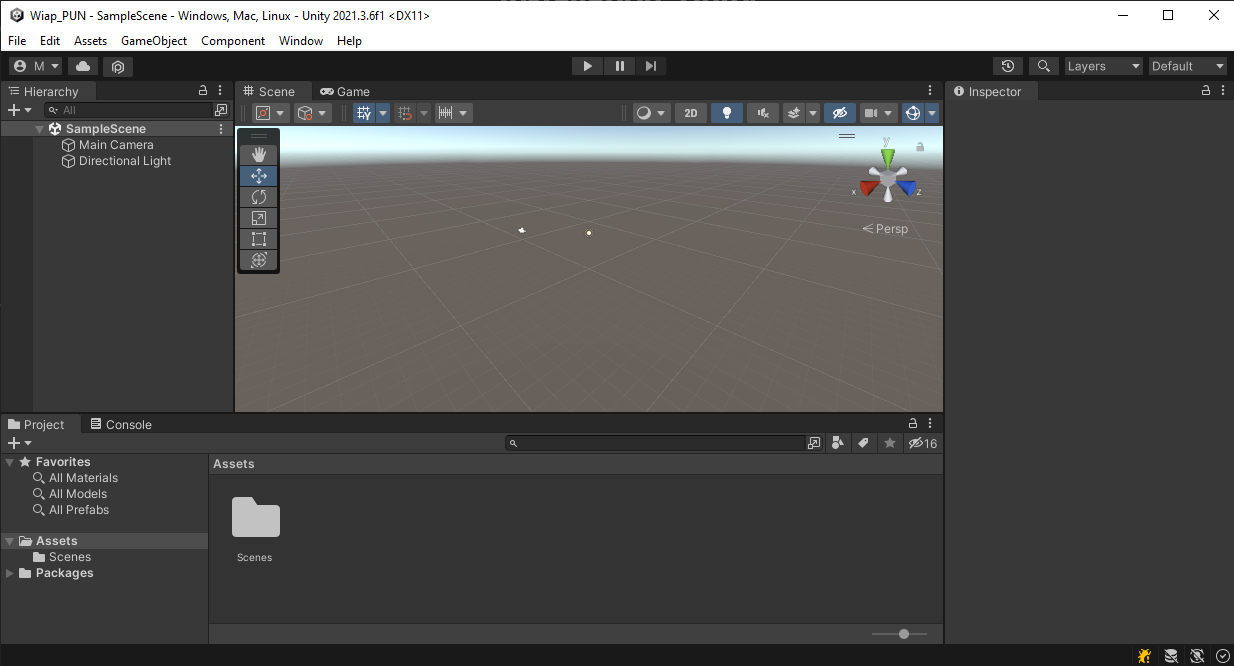 Wiap_PUN - SampleScene - Windows, Mac, Linux - Unity 2021.3.6f1 <DX11>
File Edit Assets GameObject Component Window Help
M Layers Default
Hierarchy Scene Game Inspector
All 2D
SampleScene
Main Camera
Directional Light
y
x z
Persp
Project Console
16
Favorites Assets
All Materials
All Models
All Prefabs
Assets
Scenes
Packages
Scenes